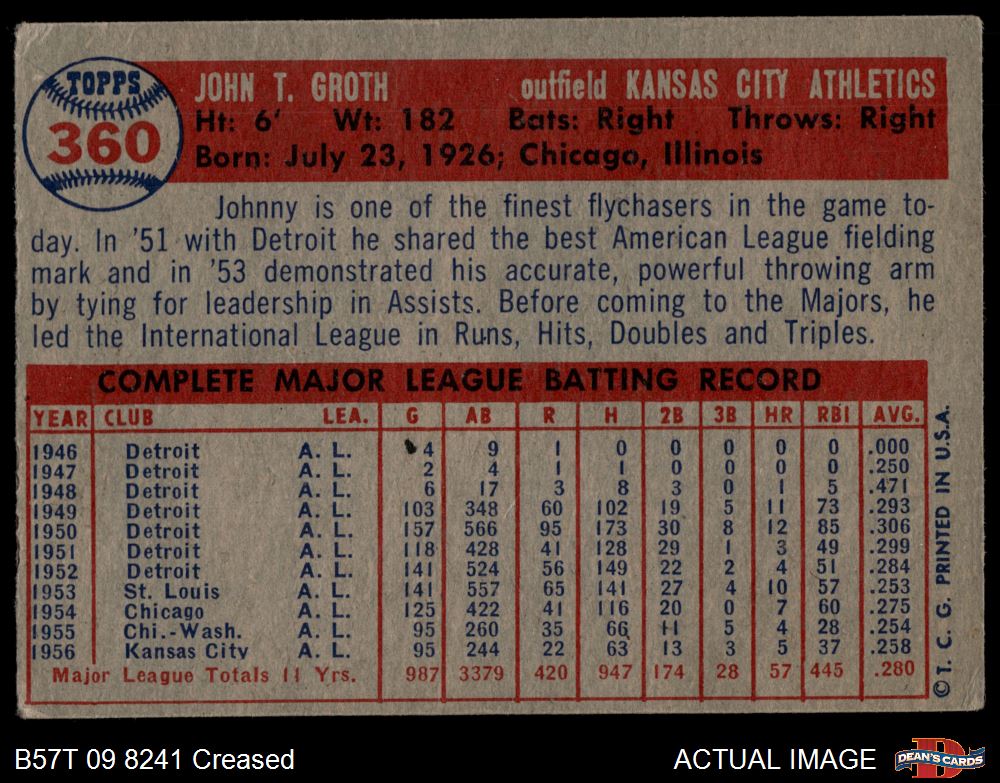 TOPPS
360
JOHN T. GROTH outfield KANSAS CITY ATHLETICS
Ht: 6' Wt: 182 Bats: Right Throws: Right
Born: July 23, 1926; Chicago, Illinois
Johnny is one of the finest flychasers in the game to-
day. In '51 with Detroit he shared the best American League fielding
mark and in '53 demonstrated his accurate, powerful throwing arm
by tying for leadership in Assists. Before coming to the Majors, he
led the International League in Runs, Hits, Doubles and Triples.
COMPLETE MAJOR LEAGUE BATTING RECORD
YEAR CLUB LEA. G AB R H 2B 3B HR RBI AVG.
1946 Detroit A. L. 4 9 1 0 0 0 0 0 .000
1947 Detroit A. L. 2 4 1 1 0 0 0 0 .250
1948 Detroit A. L. 6 17 3 8 3 0 1 5 .471
1949 Detroit A. L. 103 348 60 102 19 5 11 73 .293
1950 Detroit A. L. 157 566 95 173 30 8 12 85 .306
1951 Detroit A. L. 118 428 41 128 29 1 3 49 .299
1952 Detroit A. L. 141 524 56 149 22 2 4 51 .284
1953 St. Louis A. L. 141 557 65 141 27 4 10 57 .253
1954 Chicago A. L. 125 422 41 116 20 0 7 60 .275
1955 Chi.-Wash. A. L. 95 260 35 66 11 5 4 28 .254
1956 Kansas City A. L. 95 244 22 63 13 3 5 37 .258
Major League Totals 11 Yrs. 987 3379 420 947 174 28 57 445 .280
© T. C. G. PRINTED IN U.S.A.
B57T 09 8241 Creased
ACTUAL IMAGE
D
DEAN'S CARDS